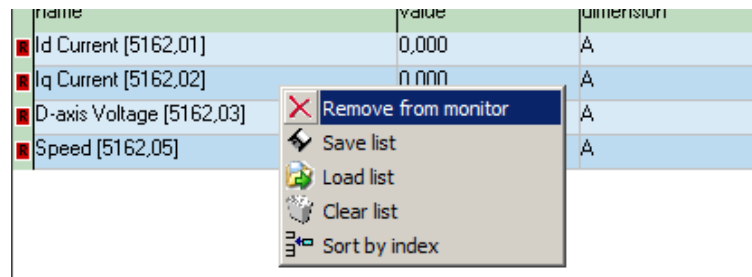 name value dimension
R Id Current [5162,01] 0,000 A
R Iq Current [5162,02] 0,000 A
R D-axis Voltage [5162,03] A
R Speed [5162,05] A
Remove from monitor
Save list
Load list
Clear list
Sort by index